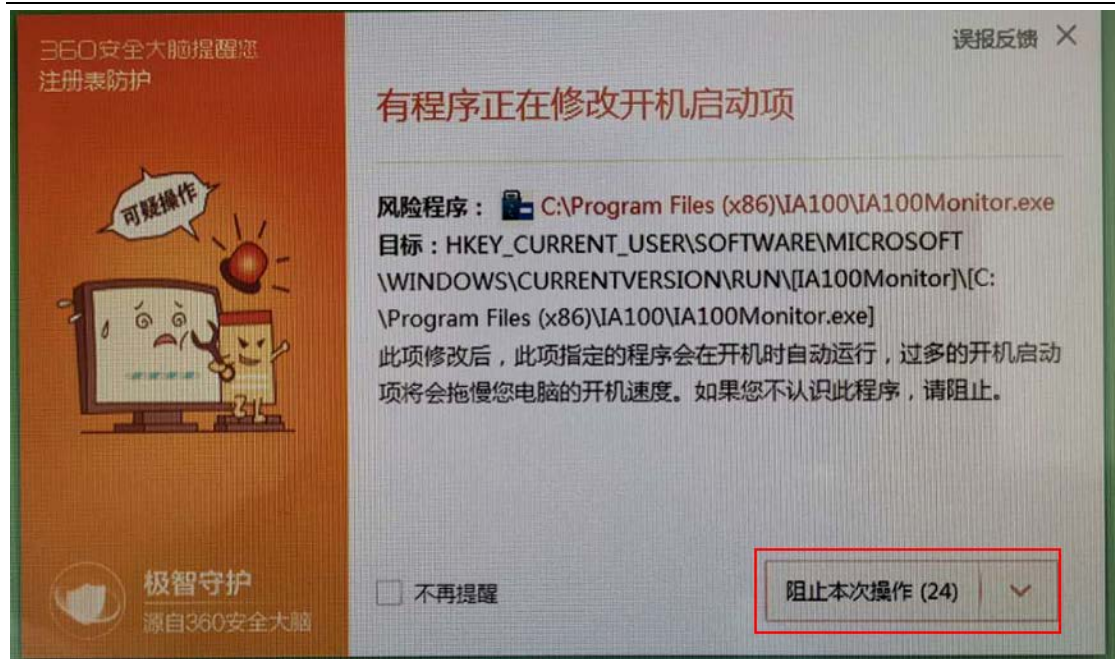 360安全大脑提醒您
注册表防护
误报反馈
有程序正在修改开机启动项
可疑操作
风险程序： C:\Program Files (x86)\IA100\IA100Monitor.exe
目标：HKEY_CURRENT_USER\SOFTWARE\MICROSOFT
\WINDOWS\CURRENTVERSION\RUN\[IA100Monitor]\[C:
\Program Files (x86)\IA100\IA100Monitor.exe]
此项修改后，此项指定的程序会在开机时自动运行，过多的开机启动
项将会拖慢您电脑的开机速度。如果您不认识此程序，请阻止。
极智守护
源自360安全大脑
不再提醒
阻止本次操作 (24)